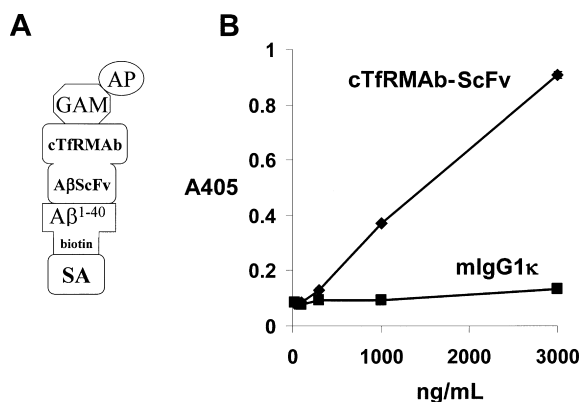 A
AP
GAM
cTfRMAb
AβScFv
Aβ1-40
biotin
SA
B
1
0.8
0.6
0.4
0.2
0
A405
cTfRMAb-ScFv
mIgG1κ
0 1000 2000 3000
ng/mL